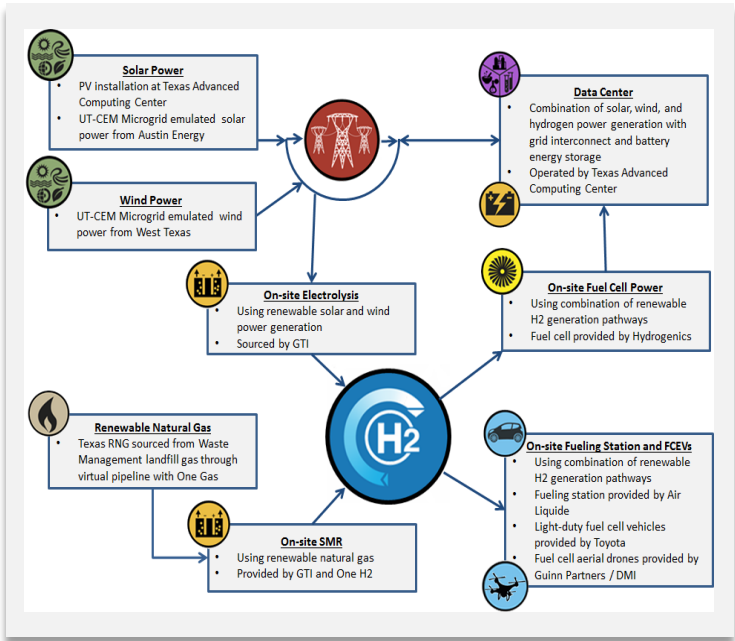 Solar Power
• PV installation at Texas Advanced
Computing Center
• UT-CEM Microgrid emulated solar
power from Austin Energy
Wind Power
• UT-CEM Microgrid emulated wind
power from West Texas
Data Center
• Combination of solar, wind, and
hydrogen power generation with
grid interconnect and battery
energy storage
• Operated by Texas Advanced
Computing Center
On-site Electrolysis
• Using renewable solar and wind
power generation
• Sourced by GTI
On-site Fuel Cell Power
• Using combination of renewable
H2 generation pathways
• Fuel cell provided by Hydrogenics
Renewable Natural Gas
• Texas RNG sourced from Waste
Management landfill gas through
virtual pipeline with One Gas
H2
On-site Fueling Station and FCEVs
• Using combination of renewable
H2 generation pathways
• Fueling station provided by Air
Liquide
• Light-duty fuel cell vehicles
provided by Toyota
• Fuel cell aerial drones provided by
Guinn Partners / DMI
On-site SMR
• Using renewable natural gas
• Provided by GTI and One H2